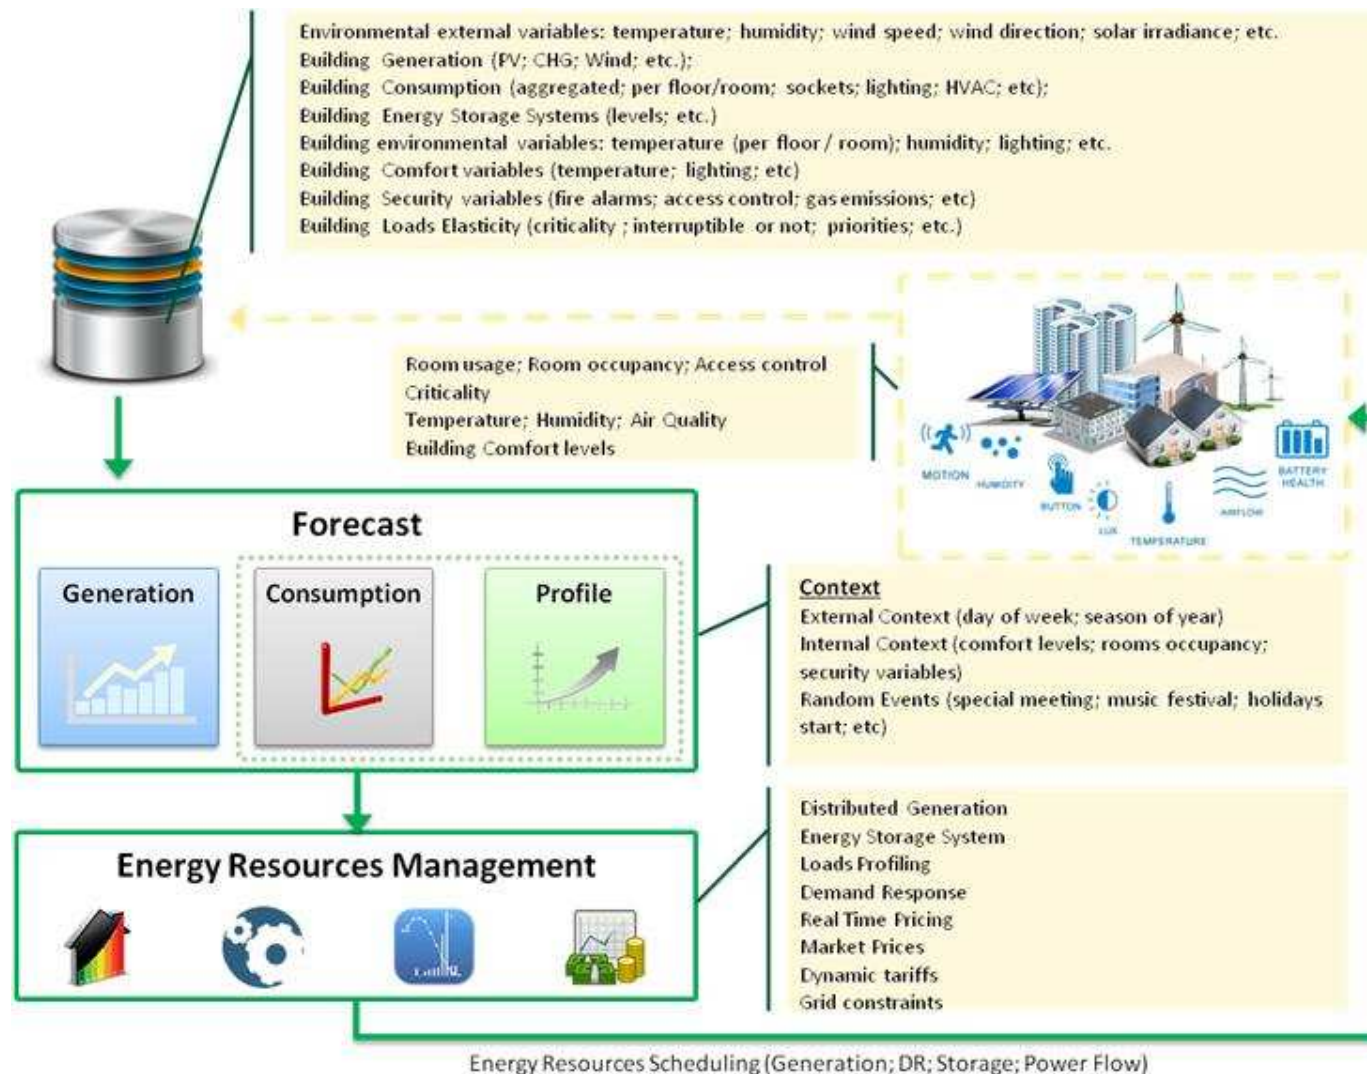 Environmental external variables: temperature; humidity; wind speed; wind direction; solar irradiance; etc.
Building Generation (PV; CHG; Wind; etc.);
Building Consumption (aggregated; per floor/room; sockets; lighting; HVAC; etc);
Building Energy Storage Systems (levels; etc.)
Building environmental variables: temperature (per floor / room); humidity; lighting; etc.
Building Comfort variables (temperature; lighting; etc)
Building Security variables (fire alarms; access control; gas emissions; etc)
Building Loads Elasticity (criticality ; interruptible or not; priorities; etc.)
Room usage; Room occupancy; Access control
Criticality
Temperature; Humidity; Air Quality
Building Comfort levels
MOTION
HUMIDITY
BUTTON
LUX
TEMPERATURE
AIRFLOW
BATTERY
HEALTH
Forecast
Generation
Consumption
Profile
Context
External Context (day of week; season of year)
Internal Context (comfort levels; rooms occupancy;
security variables)
Random Events (special meeting; music festival; holidays
start; etc)
Energy Resources Management
Distributed Generation
Energy Storage System
Loads Profiling
Demand Response
Real Time Pricing
Market Prices
Dynamic tariffs
Grid constraints
Energy Resources Scheduling (Generation; DR; Storage; Power Flow)